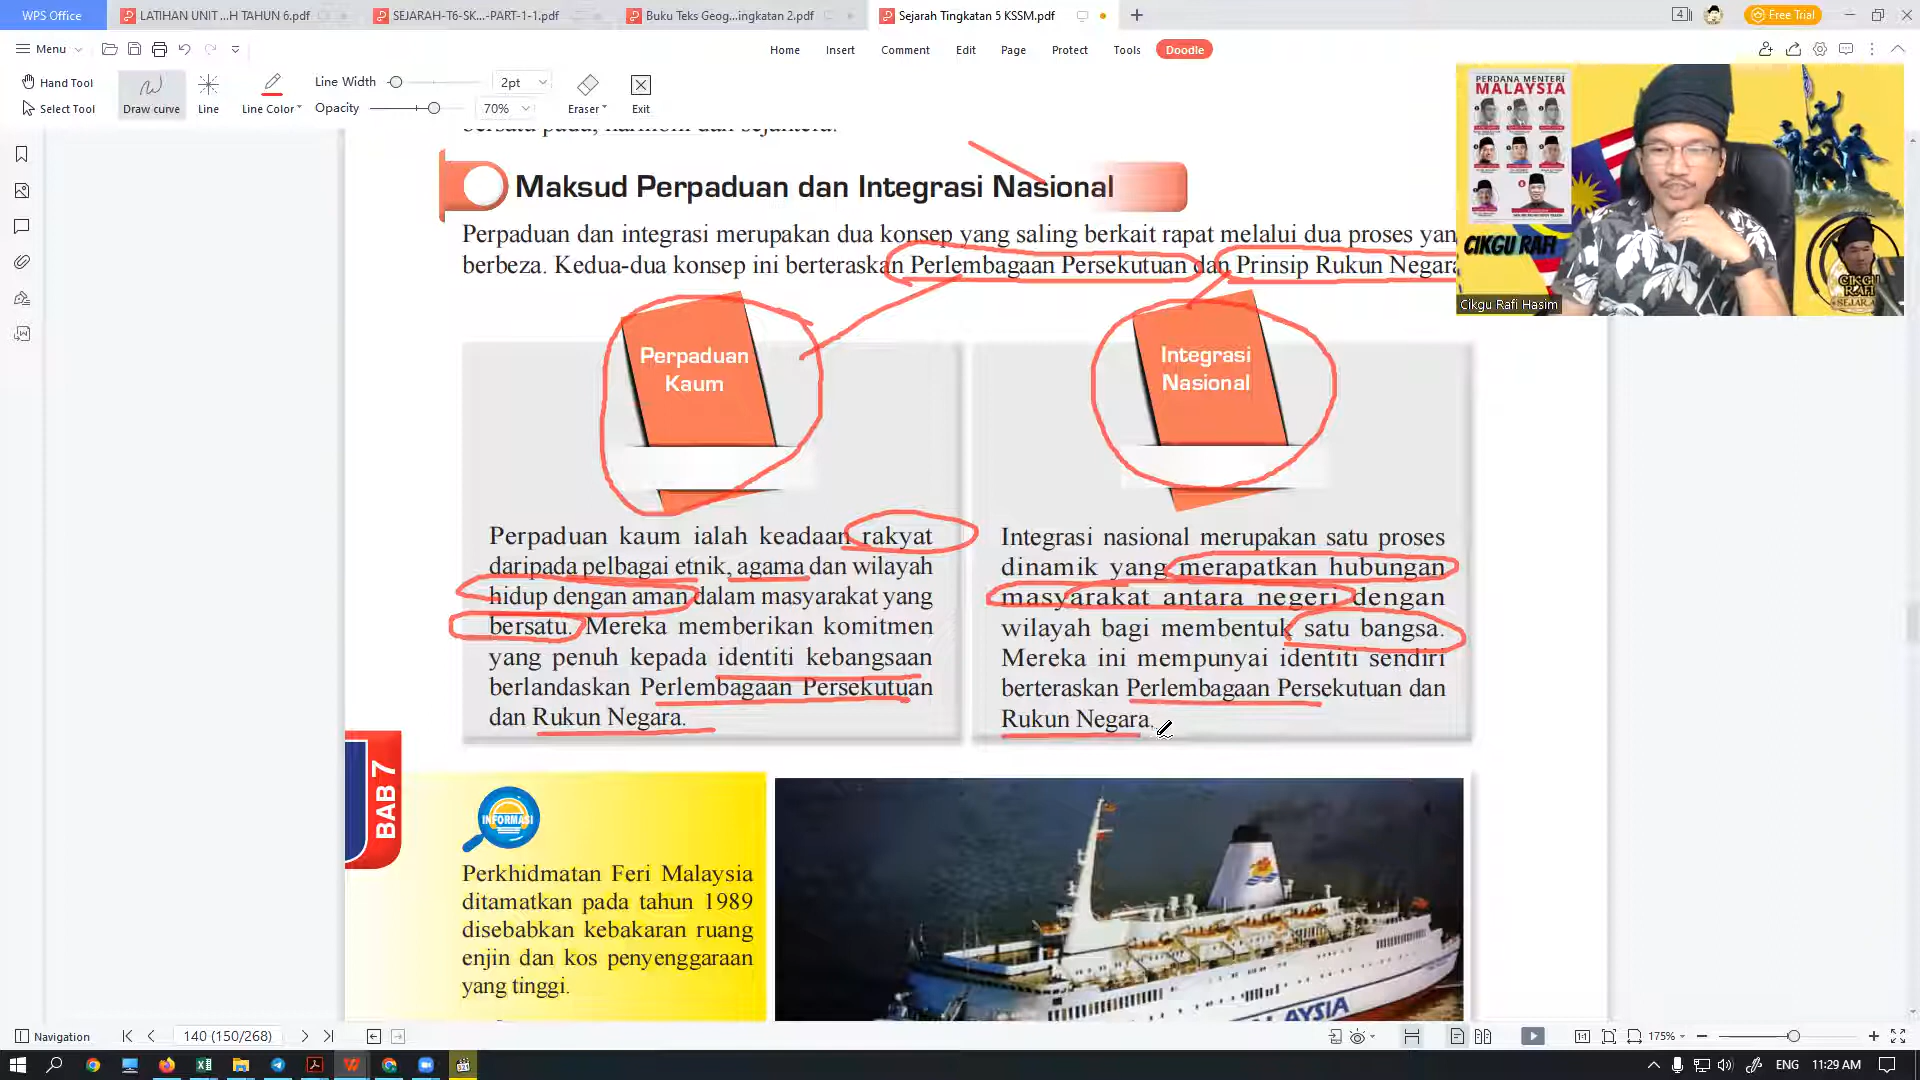 WPS Office
LATIHAN UNIT ...H TAHUN 6.pdf
SEJARAH-T6-SK...-PART-1-1.pdf
Buku Teks Geog...ingkatan 2.pdf
Sejarah Tingkatan 5 KSSM.pdf
Free Trial
Menu
Home
Insert
Comment
Edit
Page
Protect
Tools
Doodle
Hand Tool
Select Tool
Draw curve
Line
Line Color
Line Width
2pt
Opacity
70%
Eraser
Exit
PERDANA MENTERI
MALAYSIA
CIKGU RAFI
CIKGU
RAFI
Cikgu Rafi Hasim
Maksud Perpaduan dan Integrasi Nasional
Perpaduan dan integrasi merupakan dua konsep yang saling berkait rapat melalui dua proses yan
berbeza. Kedua-dua konsep ini berteraskan Perlembagaan Persekutuan dan Prinsip Rukun Negara
Perpaduan
Kaum
Perpaduan kaum ialah keadaan rakyat
daripada pelbagai etnik, agama dan wilayah
hidup dengan aman dalam masyarakat yang
bersatu. Mereka memberikan komitmen
yang penuh kepada identiti kebangsaan
berlandaskan Perlembagaan Persekutuan
dan Rukun Negara.
Integrasi
Nasional
Integrasi nasional merupakan satu proses
dinamik yang merapatkan hubungan
masyarakat antara negeri dengan
wilayah bagi membentuk satu bangsa.
Mereka ini mempunyai identiti sendiri
berteraskan Perlembagaan Persekutuan dan
Rukun Negara.
BAB 7
INFORMASI
Perkhidmatan Feri Malaysia
ditamatkan pada tahun 1989
disebabkan kebakaran ruang
enjin dan kos penyenggaraan
yang tinggi.
Navigation
140 (150/268)
175%
ENG
11:29 AM